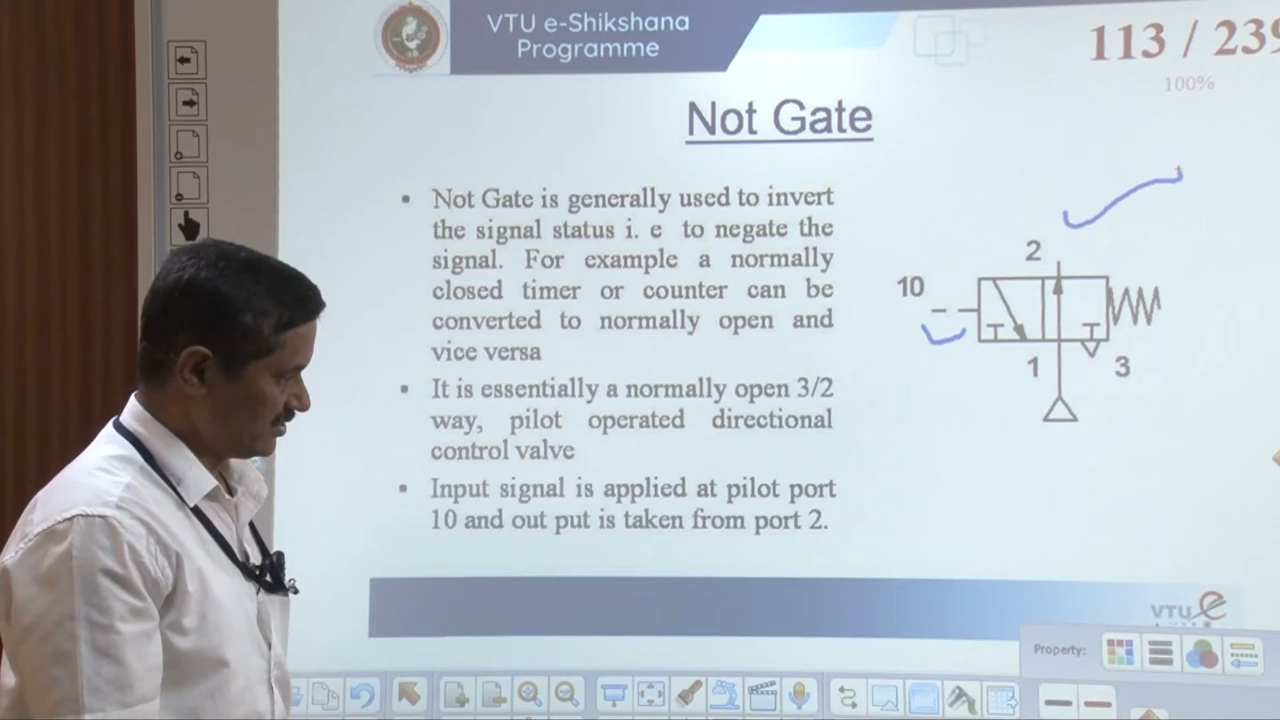 VTU e-Shikshana
Programme
113 / 239
100%
Not Gate
• Not Gate is generally used to invert
the signal status i. e to negate the
signal. For example a normally
closed timer or counter can be
converted to normally open and
vice versa
• It is essentially a normally open 3/2
way, pilot operated directional
control valve
• Input signal is applied at pilot port
10 and out put is taken from port 2.
2
10
1
3
VTU e
Property: